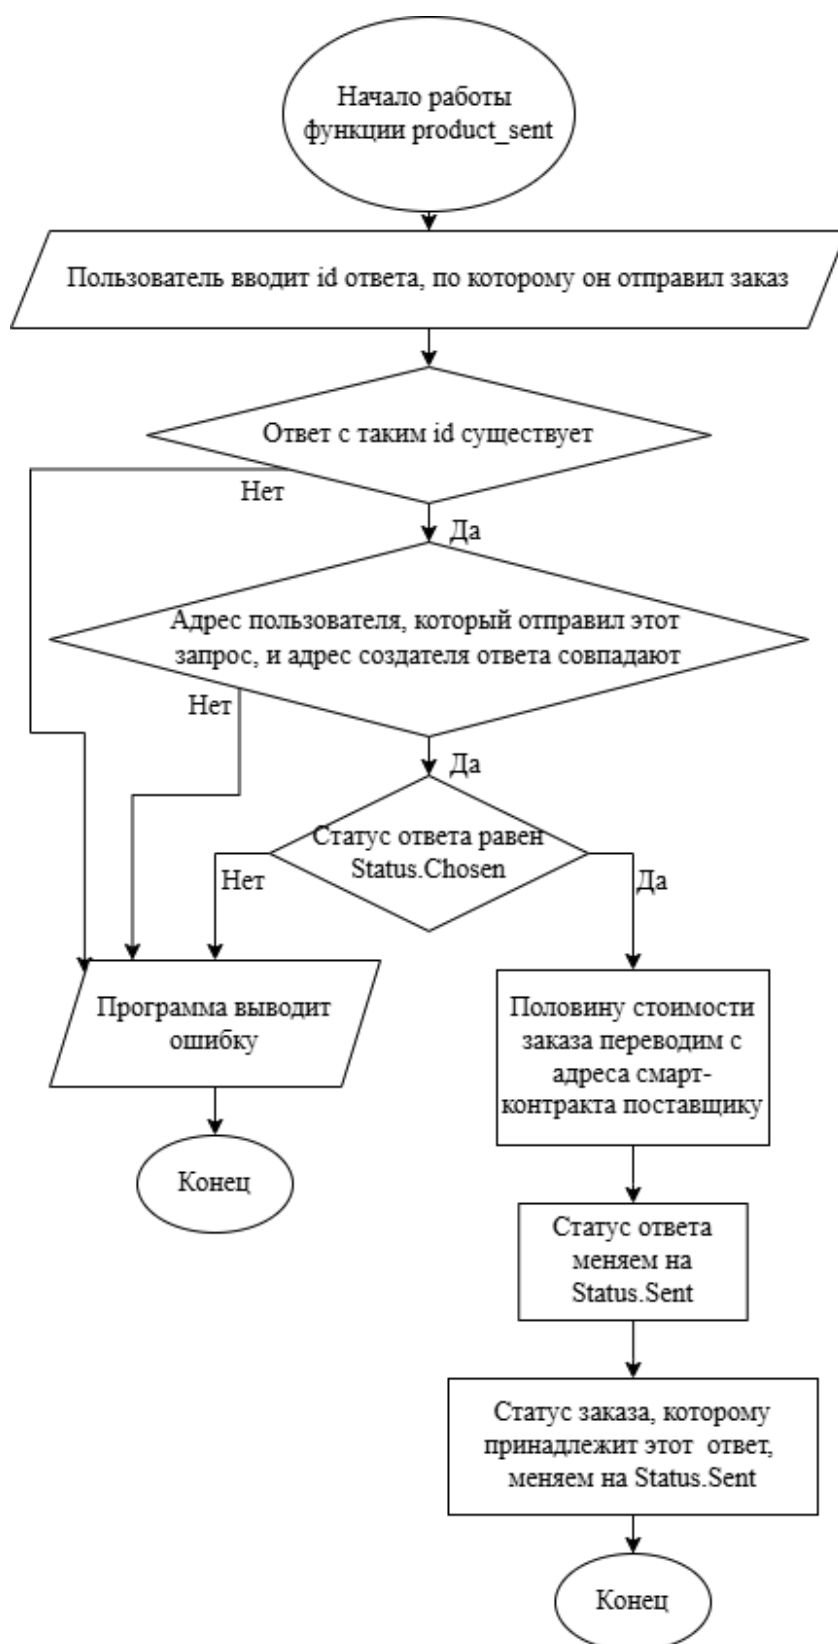 Начало работы
функции product_sent
Пользователь вводит id ответа, по которому он отправил заказ
Ответ с таким id существует
Нет
Да
Адрес пользователя, который отправил этот
запрос, и адрес создателя ответа совпадают
Нет
Да
Статус ответа равен
Status.Chosen
Нет
Да
Программа выводит
ошибку
Половину стоимости
заказа переводим с
адреса смарт-
контракта поставщику
Конец
Статус ответа
меняем на
Status.Sent
Статус заказа, которому
принадлежит этот ответ,
меняем на Status.Sent
Конец